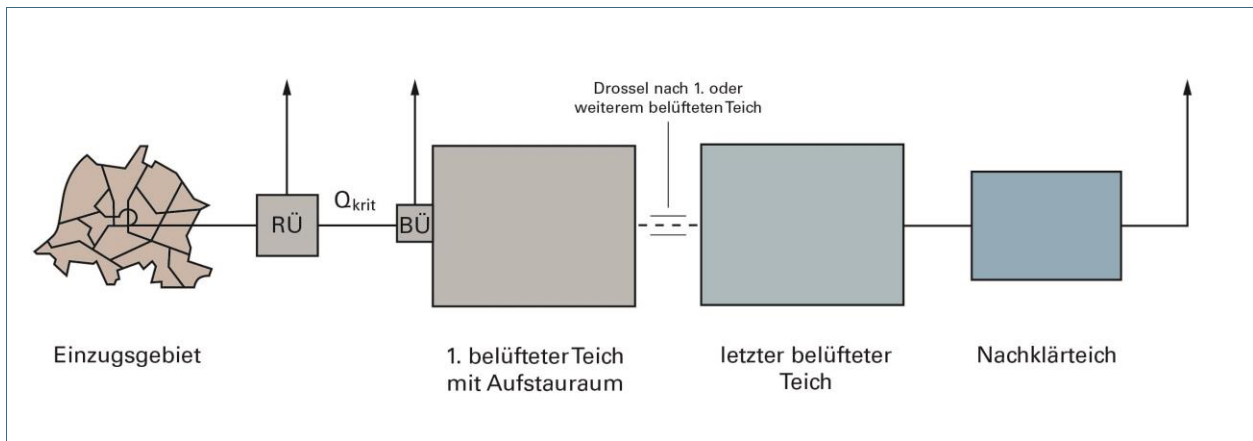 Drossel nach 1. oder
weiterem belüfteten Teich
RÜ
Qkrit
BÜ
Einzugsgebiet
1. belüfteter Teich
mit Aufstauraum
letzter belüfteter
Teich
Nachklärteich